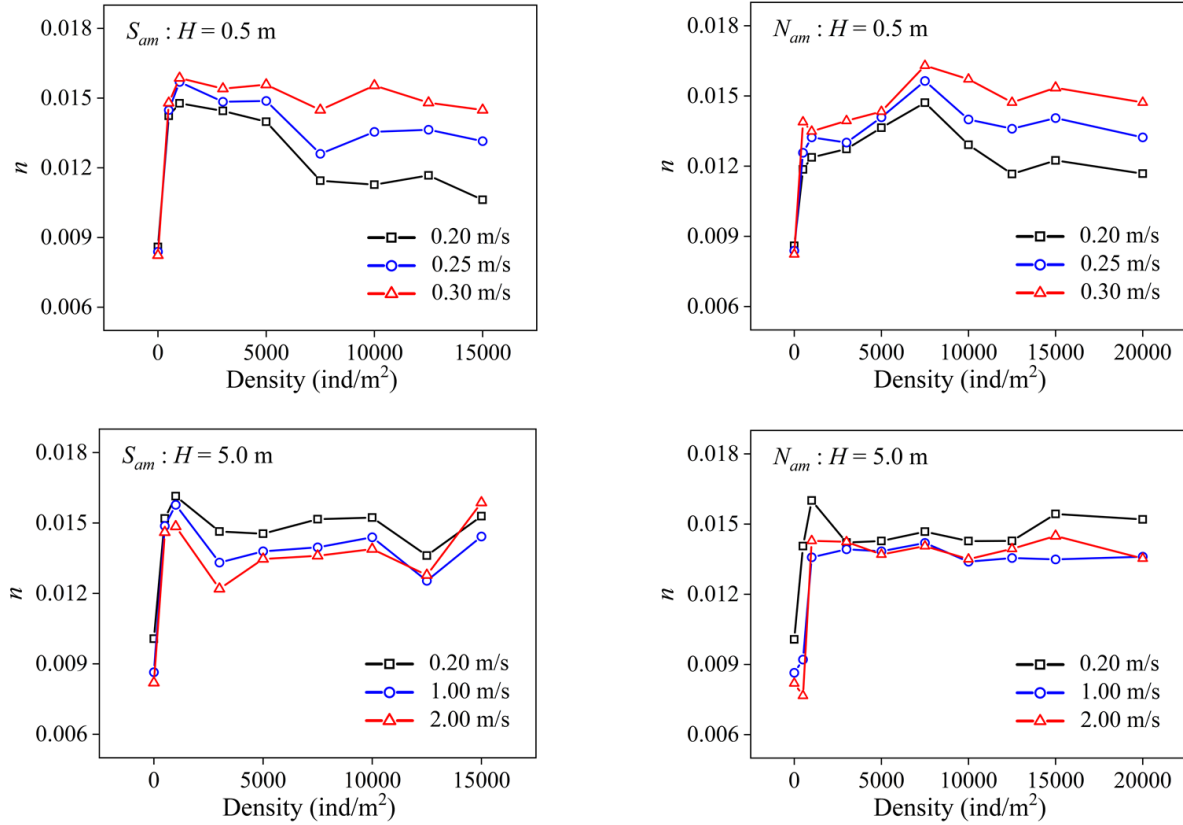 S_am : H = 0.5 m
0.018
0.015
0.012
0.009
0.006
n
0.20 m/s
0.25 m/s
0.30 m/s
0 5000 10000 15000
Density (ind/m²)
N_am : H = 0.5 m
0.018
0.015
0.012
0.009
0.006
n
0.20 m/s
0.25 m/s
0.30 m/s
0 5000 10000 15000 20000
Density (ind/m²)
S_am : H = 5.0 m
0.018
0.015
0.012
0.009
0.006
n
0.20 m/s
1.00 m/s
2.00 m/s
0 5000 10000 15000
Density (ind/m²)
N_am : H = 5.0 m
0.018
0.015
0.012
0.009
0.006
n
0.20 m/s
1.00 m/s
2.00 m/s
0 5000 10000 15000 20000
Density (ind/m²)